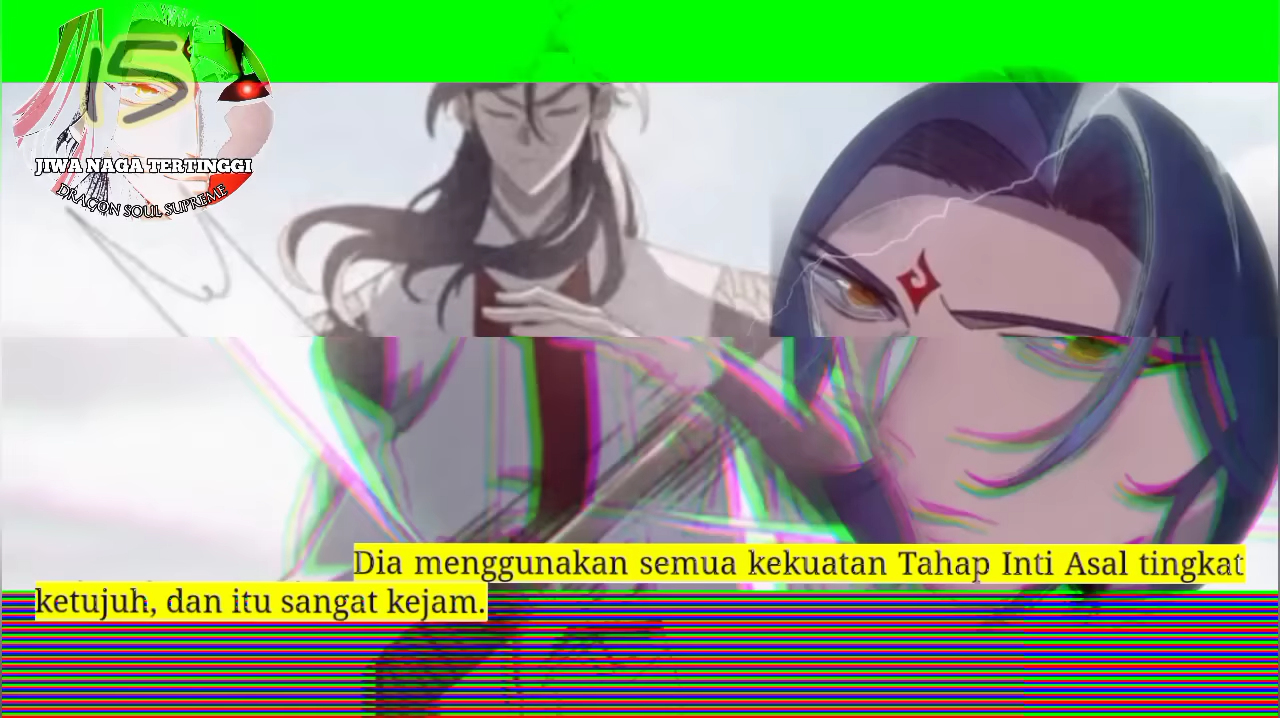 15
JIWA NAGA TERTINGGI
DRAGON SOUL SUPREME
Dia menggunakan semua kekuatan Tahap Inti Asal tingkat
ketujuh, dan itu sangat kejam.